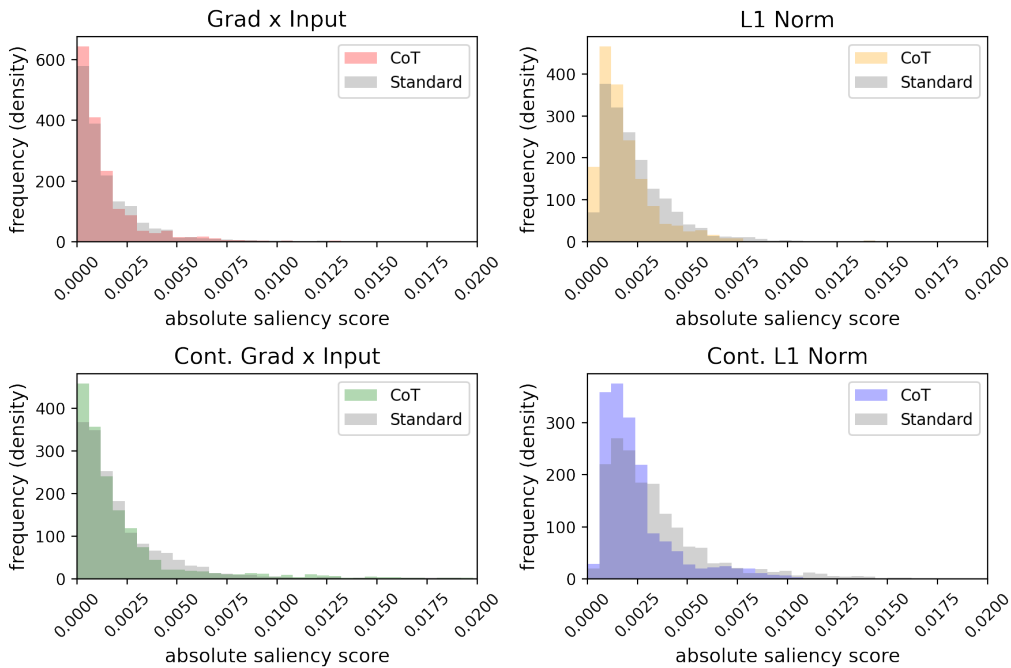 Grad x Input
frequency (density)
600
400
200
0
CoT
Standard
0.0000 0.0025 0.0050 0.0075 0.0100 0.0125 0.0150 0.0175 0.0200
absolute saliency score
L1 Norm
frequency (density)
400
300
200
100
0
CoT
Standard
0.0000 0.0025 0.0050 0.0075 0.0100 0.0125 0.0150 0.0175 0.0200
absolute saliency score
Cont. Grad x Input
frequency (density)
400
300
200
100
0
CoT
Standard
0.0000 0.0025 0.0050 0.0075 0.0100 0.0125 0.0150 0.0175 0.0200
absolute saliency score
Cont. L1 Norm
frequency (density)
300
200
100
0
CoT
Standard
0.0000 0.0025 0.0050 0.0075 0.0100 0.0125 0.0150 0.0175 0.0200
absolute saliency score